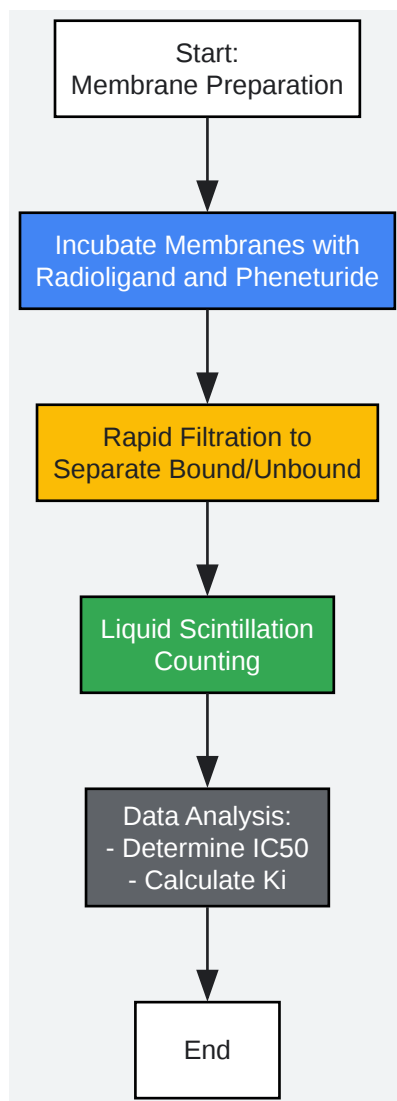 Start:
Membrane Preparation
Incubate Membranes with
Radioligand and Pheneturide
Rapid Filtration to
Separate Bound/Unbound
Liquid Scintillation
Counting
Data Analysis:
- Determine IC50
- Calculate Ki
End